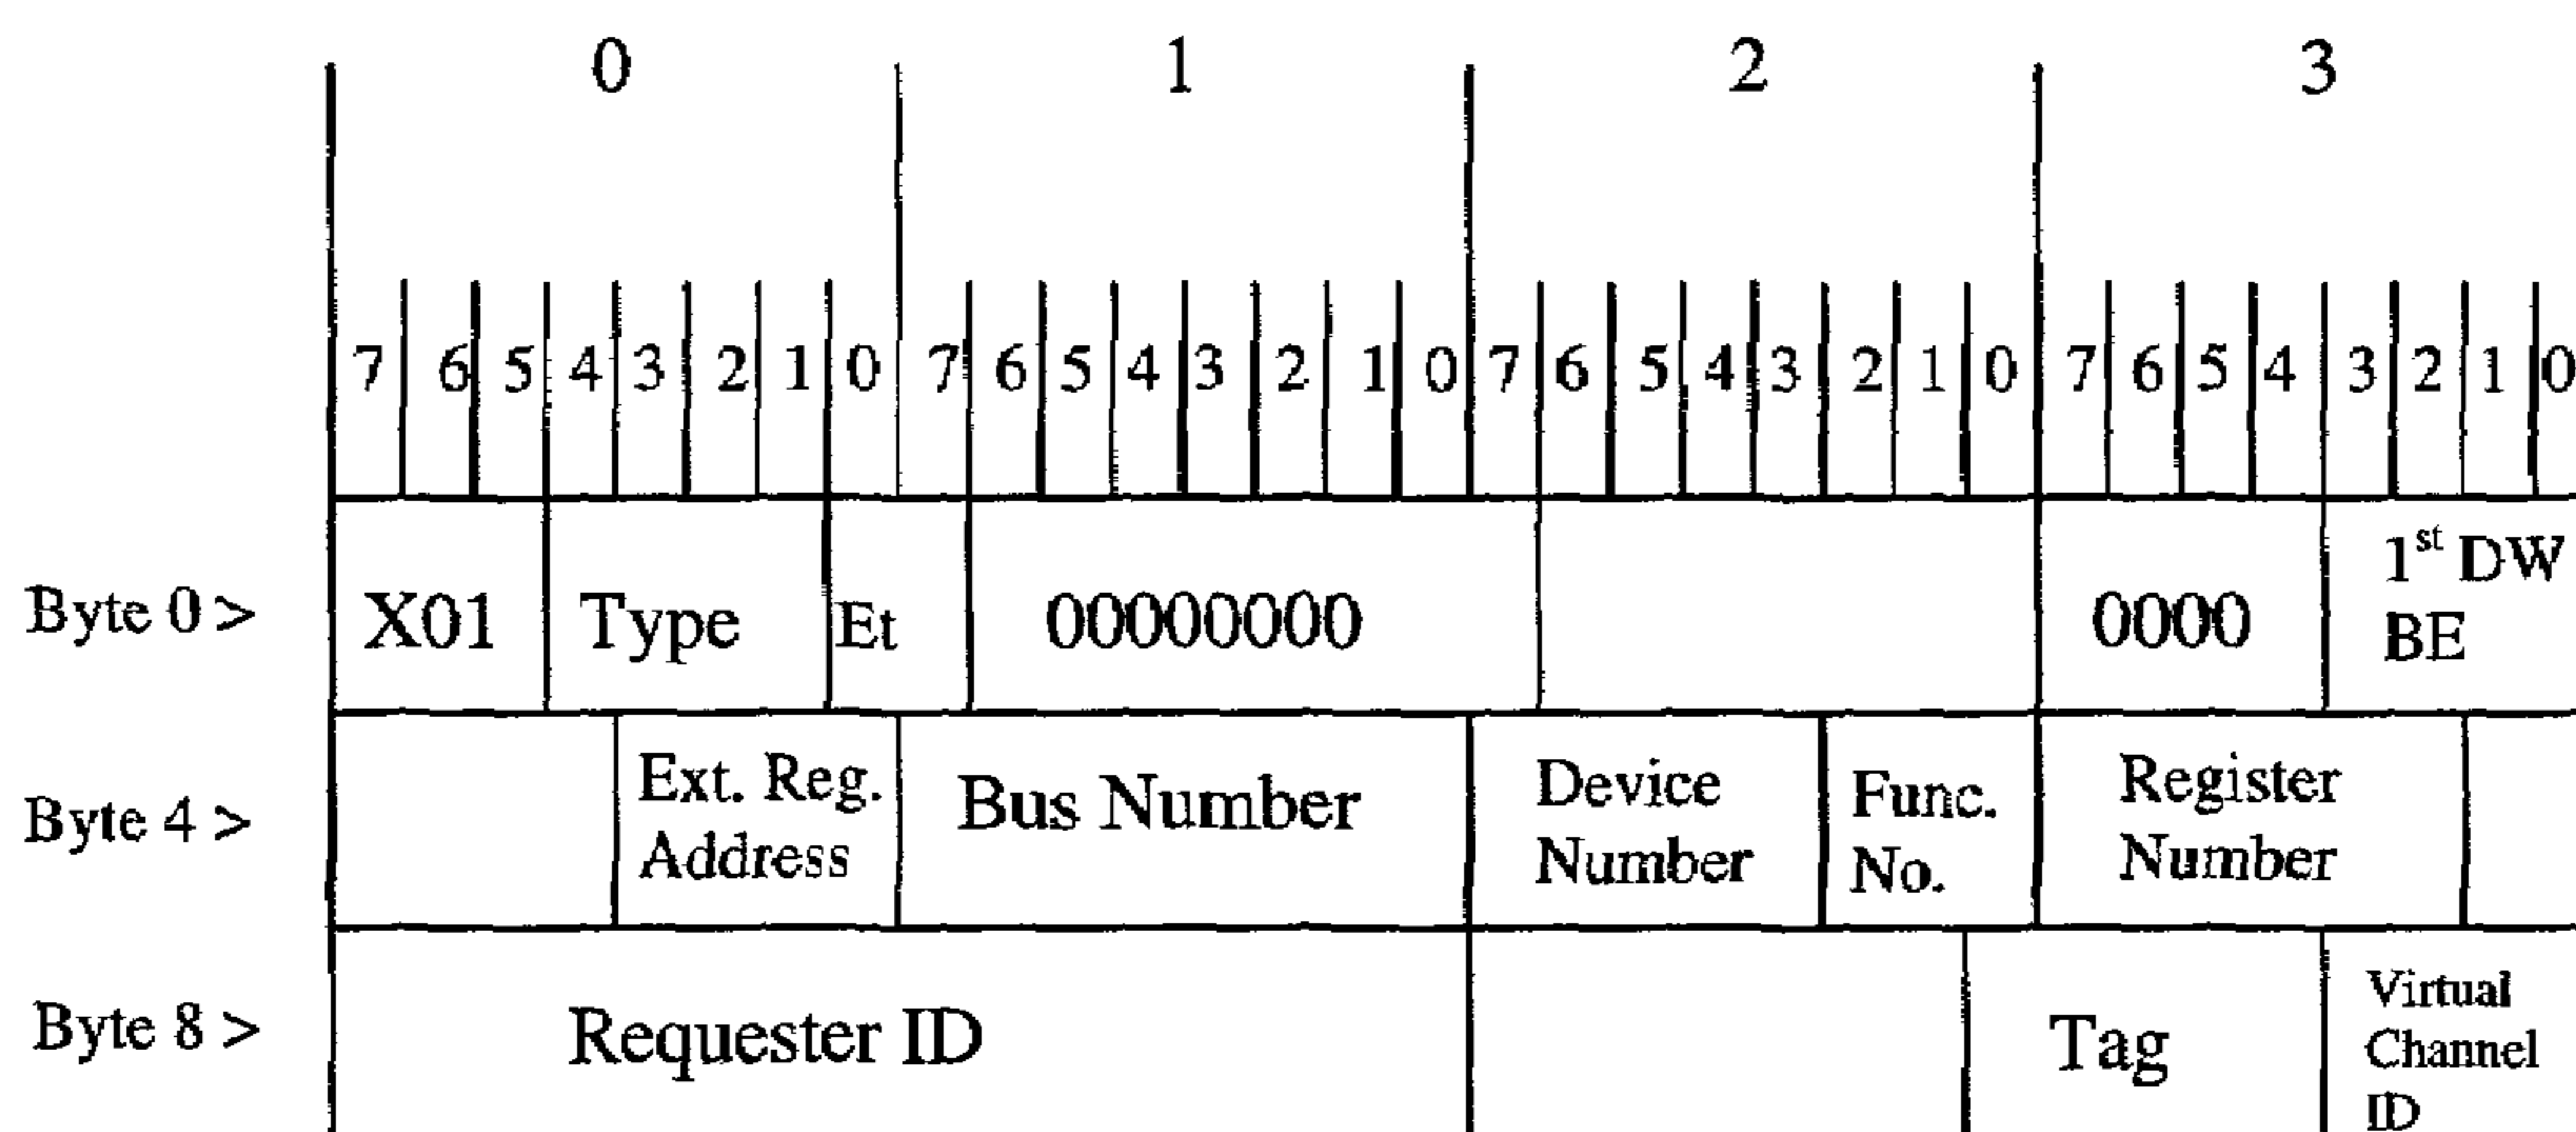 0 1 2 3
7 6 5 4 3 2 1 0 7 6 5 4 3 2 1 0 7 6 5 4 3 2 1 0 7 6 5 4 3 2 1 0
Byte 0 > X01 Type Et 00000000 0000 1st DW
BE
Byte 4 > Ext. Reg.
Address Bus Number Device
Number Func.
No. Register
Number
Byte 8 > Requester ID Tag Virtual
Channel
ID